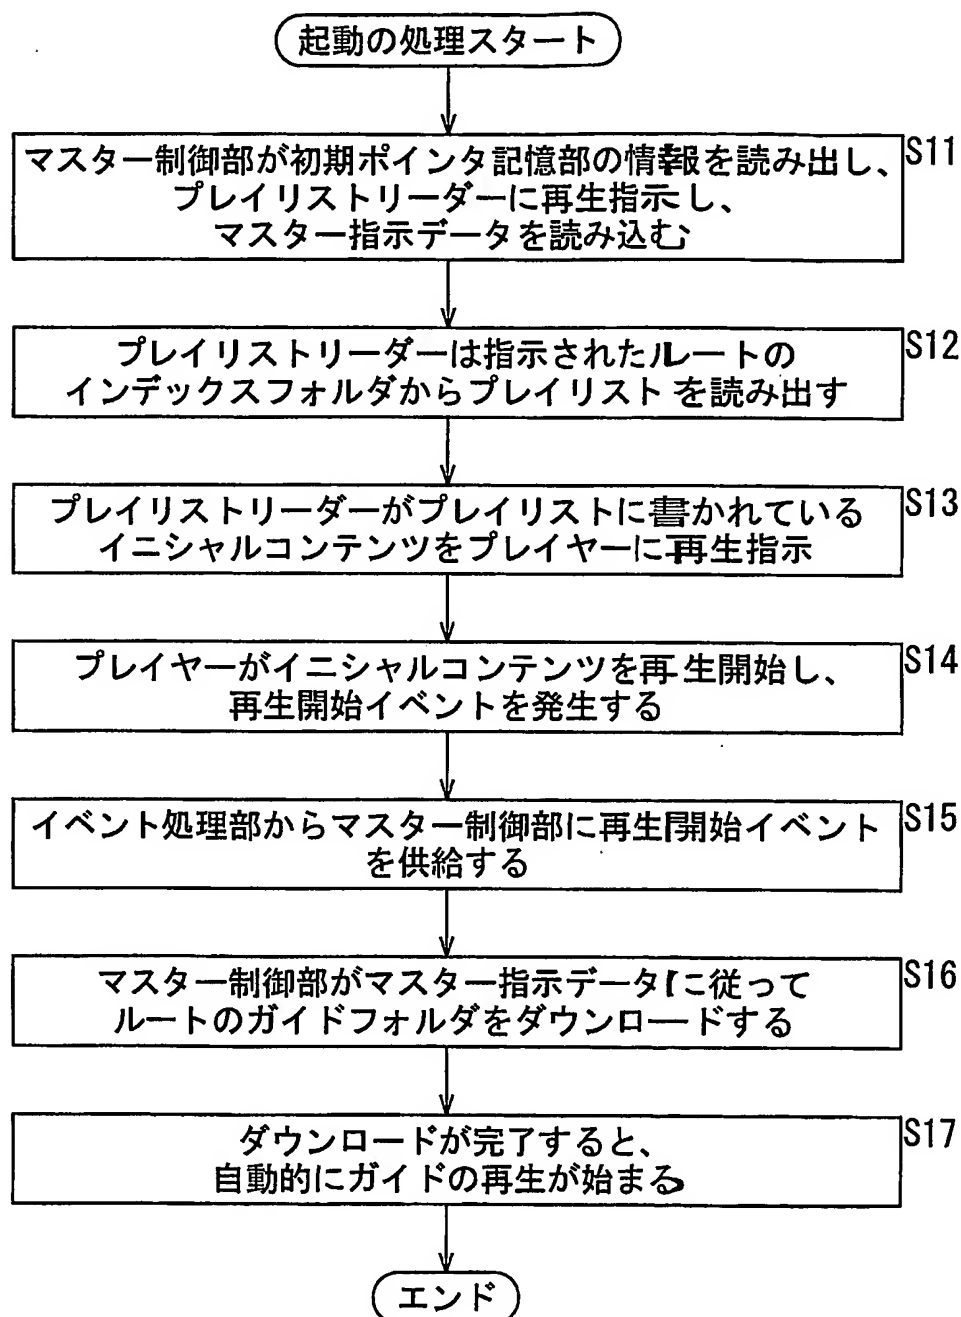 起動の処理スタート
マスター制御部が初期ポインタ記憶部の情報を読み出し、
S11
プレイリストリーダーに再生指示し、
マスター指示データを読み込む
プレイリストリーダーは指示されたルートの
S12
インデックスフォルダからプレイリストを読み出す
プレイリストリーダーがプレイリストに書かれている
S13
イニシャルコンテンツをプレイヤーに再生指示
プレイヤーがイニシャルコンテンツを再生開始し、
S14
再生開始イベントを発生する
イベント処理部からマスター制御部に再生開始イベント
S15
を供給する
マスター制御部がマスター指示データに従って
S16
ルートのガイドフォルダをダウンロードする
ダウンロードが完了すると、
S17
自動的にガイドの再生が始まる
エンド